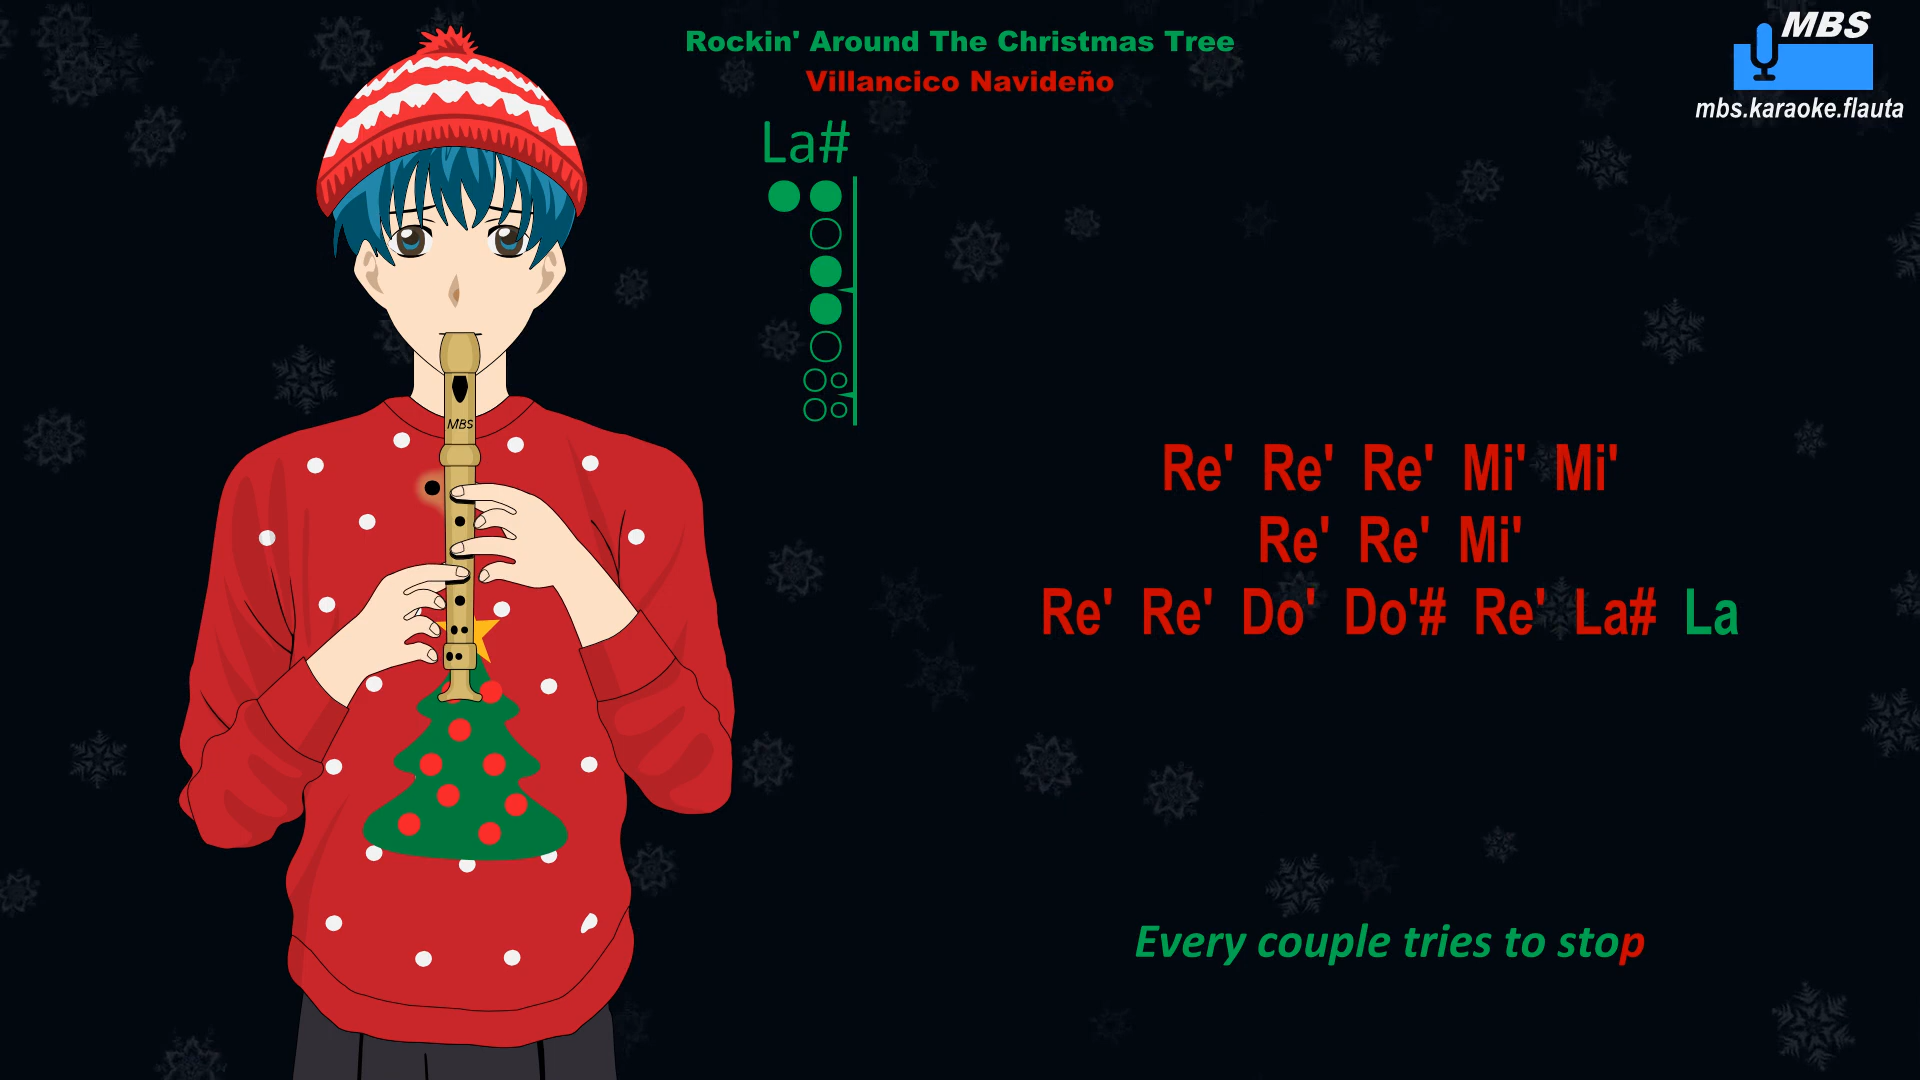 Rockin' Around The Christmas Tree
Villancico Navideño
MBS
mbs.karaoke.flauta
La#
MBS
Re' Re' Re' Mi' Mi'
Re' Re' Mi'
Re' Re' Do' Do'# Re' La# La
Every couple tries to stop